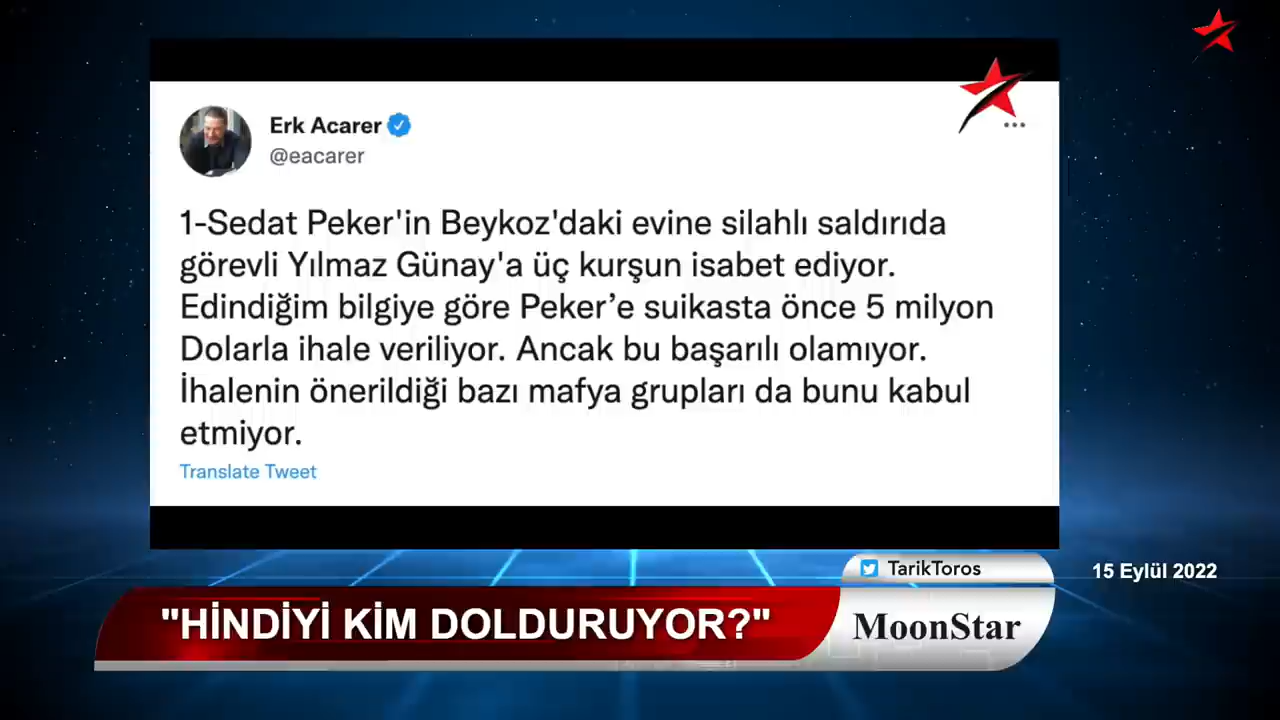 Erk Acarer
@eacarer
1-Sedat Peker'in Beykoz'daki evine silahlı saldırıda
görevli Yılmaz Günay'a üç kurşun isabet ediyor.
Edindiğim bilgiye göre Peker’e suikasta önce 5 milyon
Dolarla ihale veriliyor. Ancak bu başarılı olamıyor.
İhalenin önerildiği bazı mafya grupları da bunu kabul
etmiyor.
Translate Tweet
TarikToros
15 Eylül 2022
"HİNDİYİ KİM DOLDURUYOR?"
MoonStar